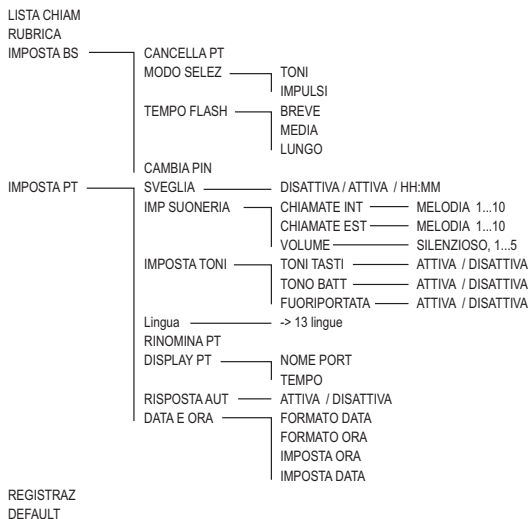 LISTA CHIAM
RUBRICA
IMPOSTA BS CANCELLA PT
MODO SELEZ TONI
IMPULSI
TEMPO FLASH BREVE
MEDIA
LUNGO
CAMBIA PIN
IMPOSTA PT SVEGLIA DISATTIVA / ATTIVA / HH:MM
IMP SUONERIA CHIAMATE INT MELODIA 1...10
CHIAMATE EST MELODIA 1...10
VOLUME SILENZIOSO, 1...5
IMPOSTA TONI TONI TASTI ATTIVA / DISATTIVA
TONO BATT ATTIVA / DISATTIVA
FUORIPORTATA ATTIVA / DISATTIVA
Lingua -> 13 lingue
RINOMINA PT
DISPLAY PT NOME PORT
TEMPO
RISPOSTA AUT ATTIVA / DISATTIVA
DATA E ORA FORMATO DATA
FORMATO ORA
IMPOSTA ORA
IMPOSTA DATA
REGISTRAZ
DEFAULT